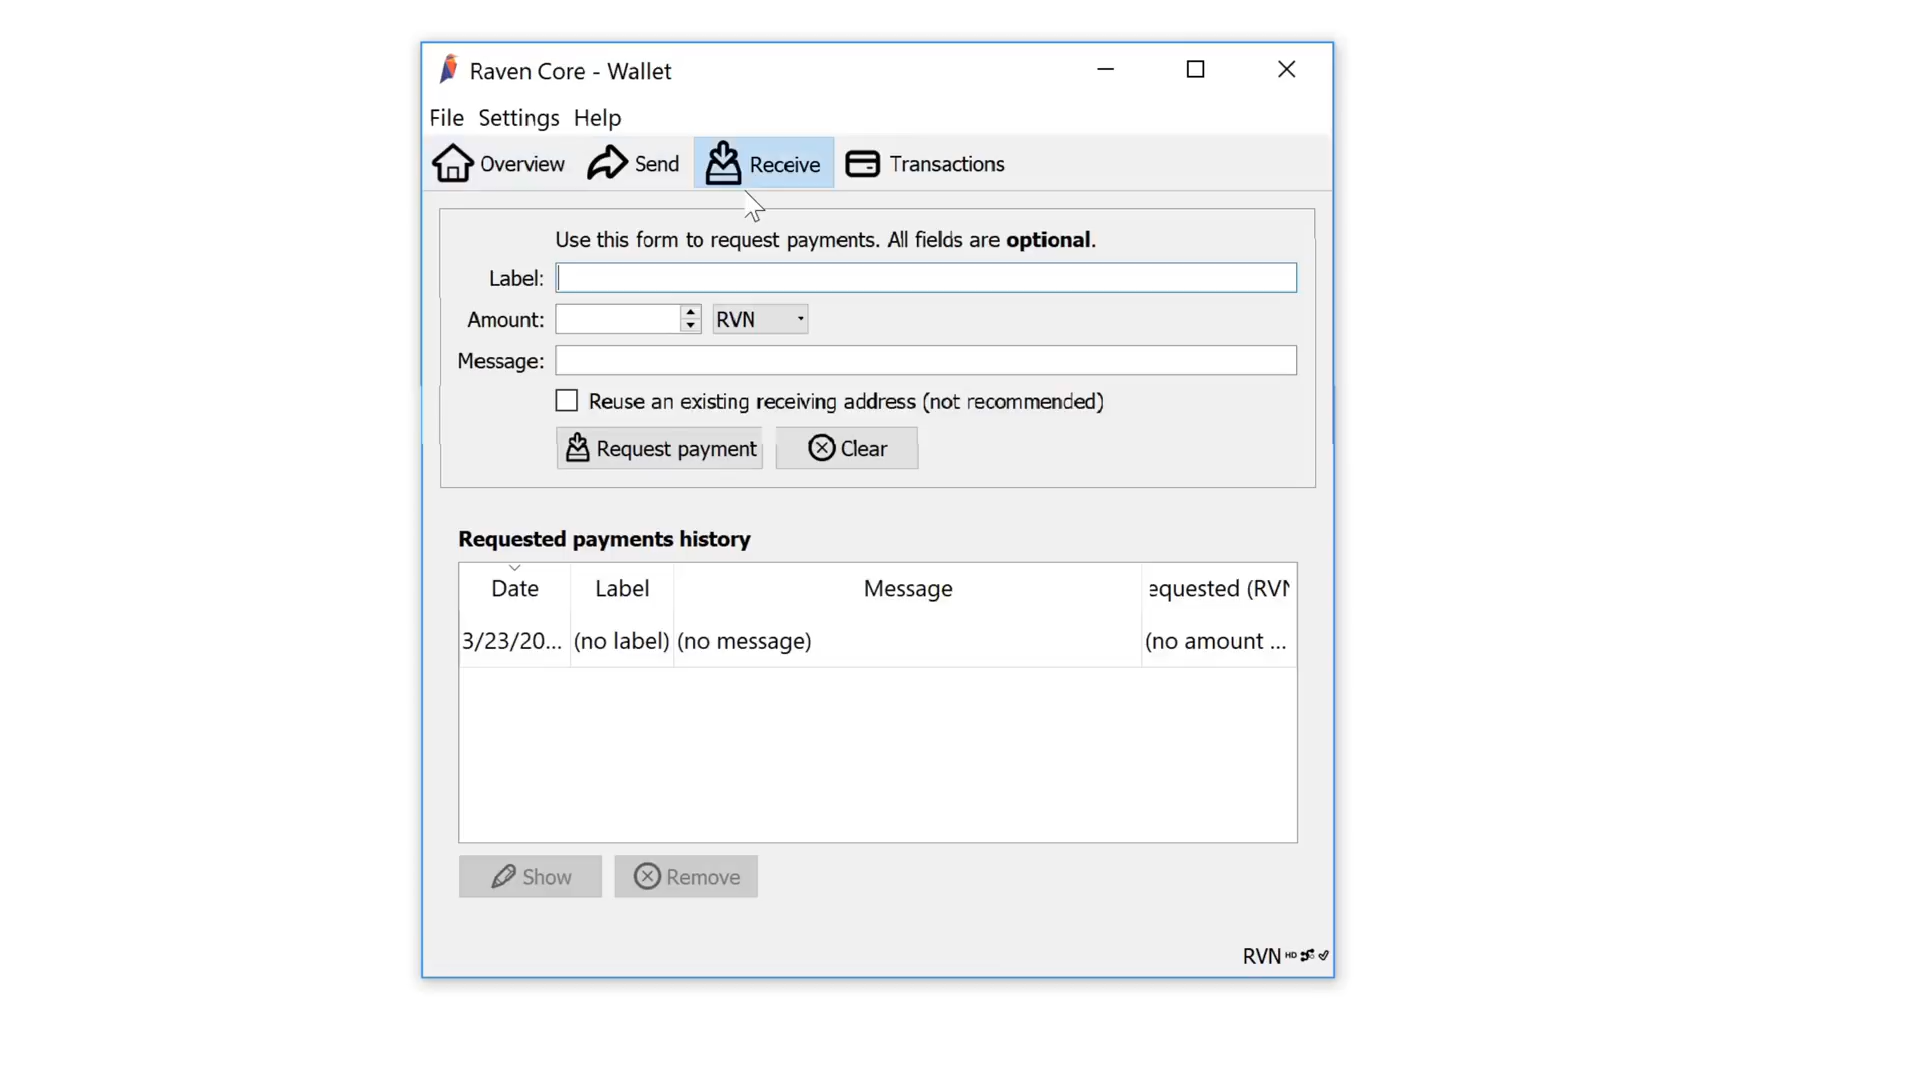 Raven Core - Wallet
File Settings Help
Overview Send Receive Transactions
Use this form to request payments. All fields are optional.
Label:
Amount: RVN
Message:
Reuse an existing receiving address (not recommended)
Request payment Clear
Requested payments history
Date Label Message equested (RVN
3/23/20... (no label) (no message) (no amount ...
Show Remove
RVN HD